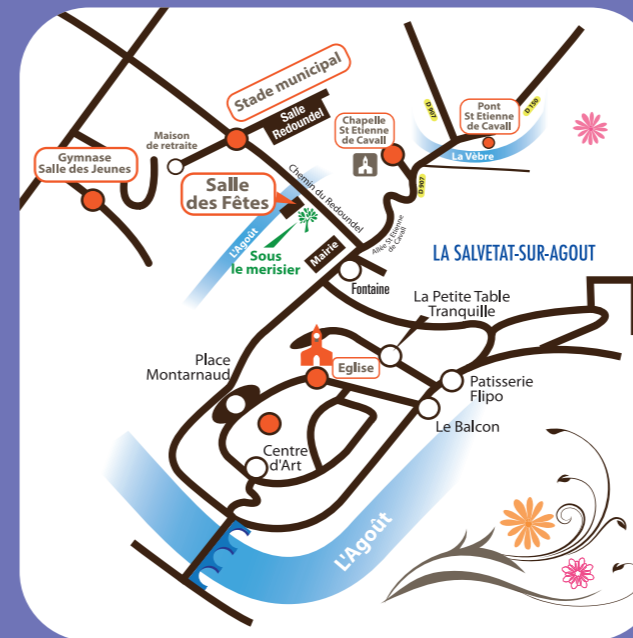 Stade municipal
Salle
Redoundel
Maison
de retraite
Gymnase
Salle des Jeunes
Chapelle
St Etienne
de Cavall
D 907
D 150
Pont
St Etienne
de Cavall
La Vèbre
D 907
Salle
des Fêtes
Chemin du Redoundel
Allée St Etienne
de Cavall
L'Agoût
Sous
le merisier
Mairie
LA SALVETAT-SUR-AGOUT
Fontaine
La Petite Table
Tranquille
Place
Montarnaud
Eglise
Patisserie
Flipo
Le Balcon
Centre
d'Art
L'Agoût